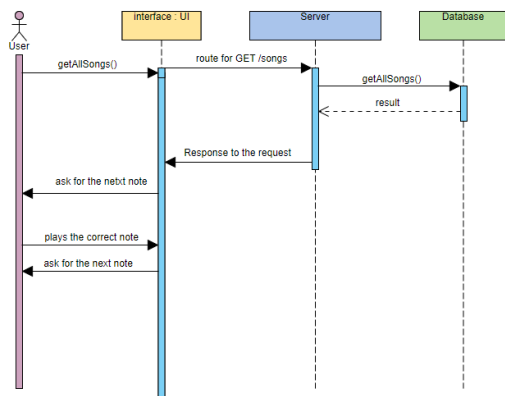 interface : UI
Server
Database
User
getAllSongs()
route for GET /songs
getAllSongs()
result
Response to the request
ask for the netxt note
plays the correct note
ask for the next note